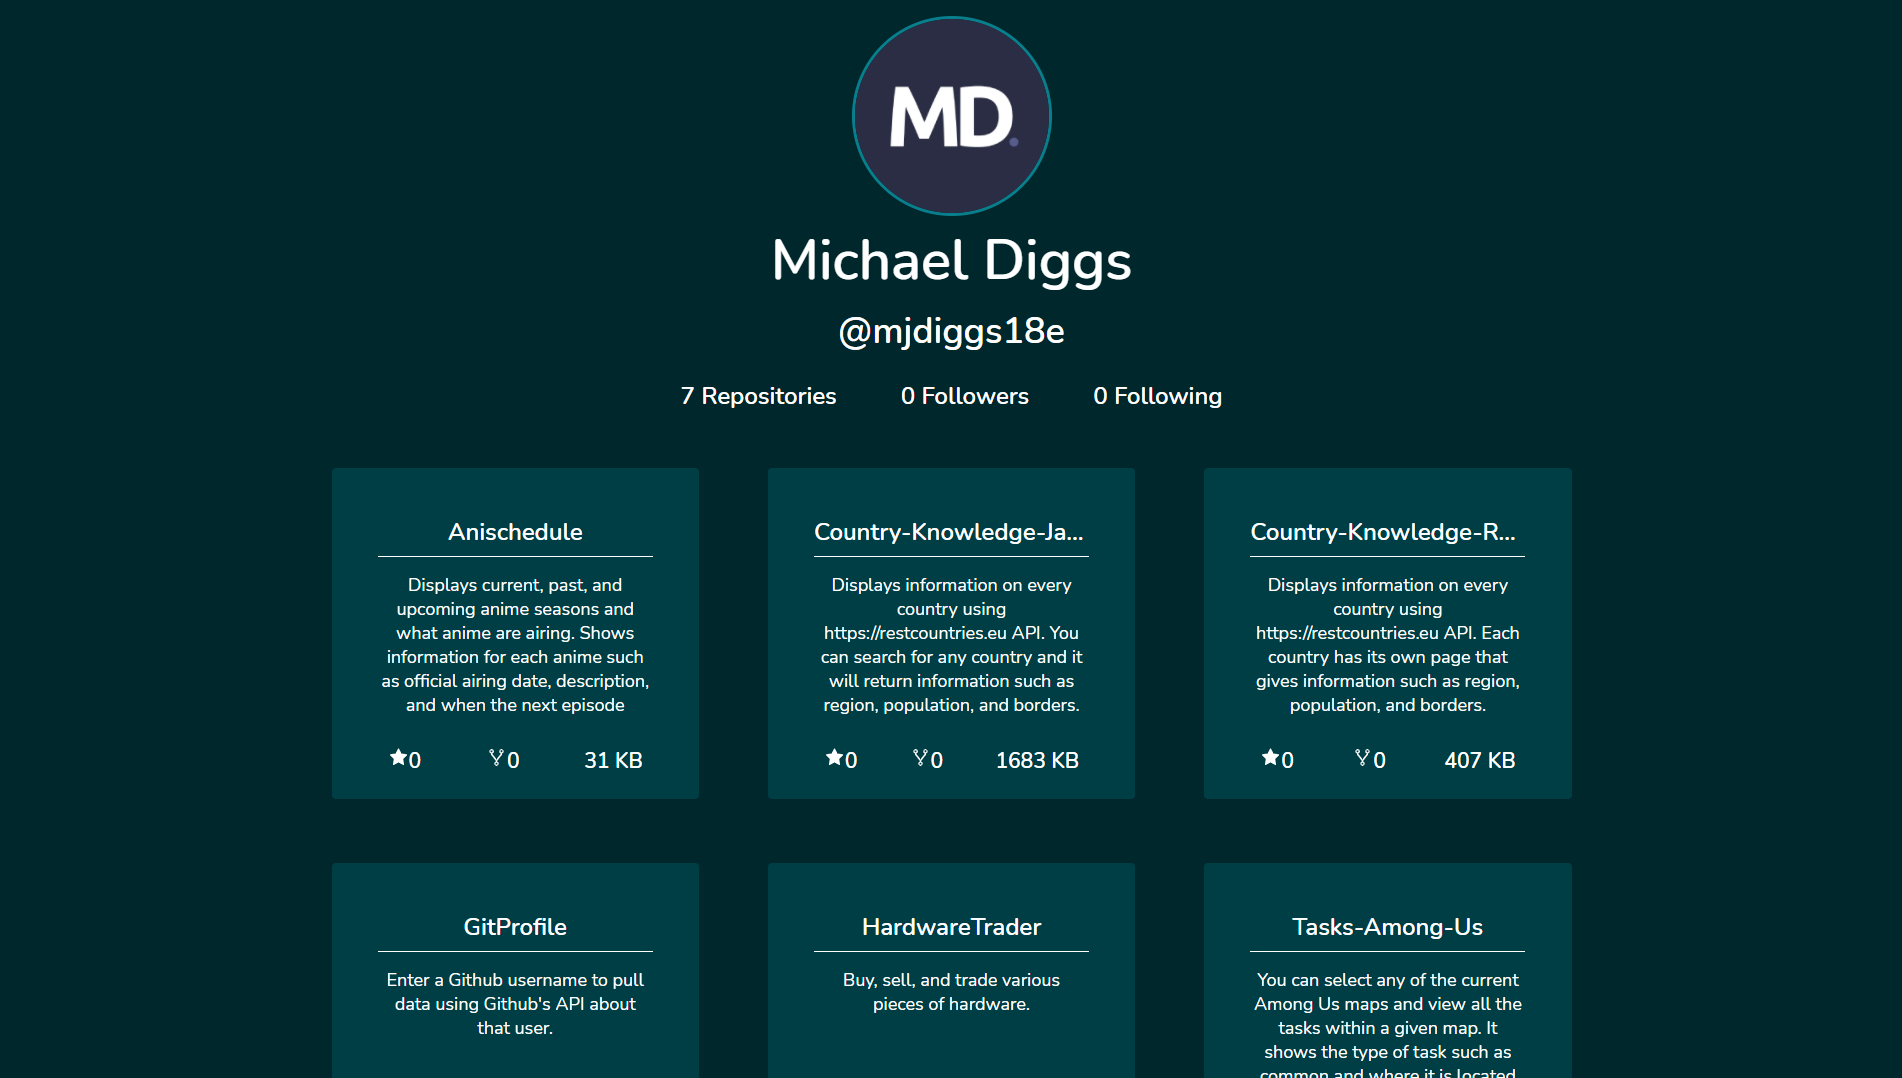 MD.
Michael Diggs
@mjdiggs18e
7 Repositories 0 Followers 0 Following
Anischedule
Displays current, past, and
upcoming anime seasons and
what anime are airing. Shows
information for each anime such
as official airing date, description,
and when the next episode
0 0 31 KB
Country-Knowledge-Ja...
Displays information on every
country using
https://restcountries.eu API. You
can search for any country and it
will return information such as
region, population, and borders.
0 0 1683 KB
Country-Knowledge-R...
Displays information on every
country using
https://restcountries.eu API. Each
country has its own page that
gives information such as region,
population, and borders.
0 0 407 KB
GitProfile
Enter a Github username to pull
data using Github's API about
that user.
HardwareTrader
Buy, sell, and trade various
pieces of hardware.
Tasks-Among-Us
You can select any of the current
Among Us maps and view all the
tasks within a given map. It
shows the type of task such as
common and where it is located